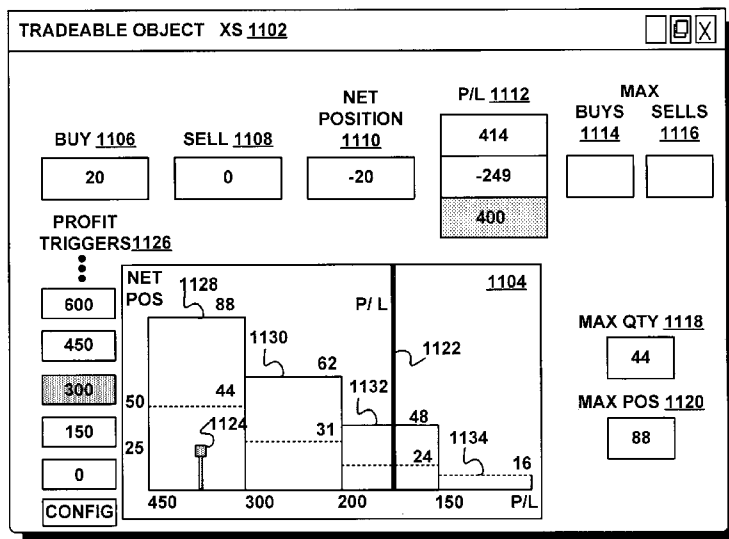 TRADEABLE OBJECT XS 1102
BUY 1106
20
SELL 1108
0
NET
POSITION
1110
-20
P/L 1112
414
-249
400
MAX
BUYS SELLS
1114 1116
PROFIT
TRIGGERS1126
600
450
300
150
0
CONFIG
NET
POS
50
25
1128
88
44
1124
1130
62
31
P/ L
1122
1132
48
24
1104
1134
16
450 300 200 150 P/L
MAX QTY 1118
44
MAX POS 1120
88